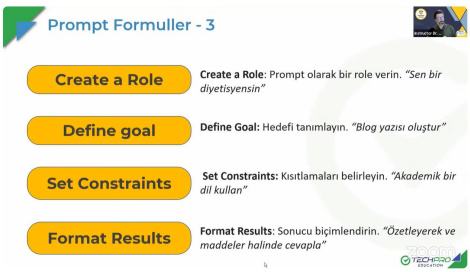 Prompt Formuller - 3
Create a Role
Create a Role: Prompt olarak bir role verin. “Sen bir
diyetisyensin”
Define goal
Define Goal: Hedefi tanımlayın. “Blog yazısı oluştur”
Set Constraints
Set Constraints: Kısıtlamaları belirleyin. “Akademik bir
dil kullan”
Format Results
Format Results: Sonucu biçimlendirin. “Özetleyerek ve
maddeler halinde cevapla”
zoom
TECHPRO
EDUCATION